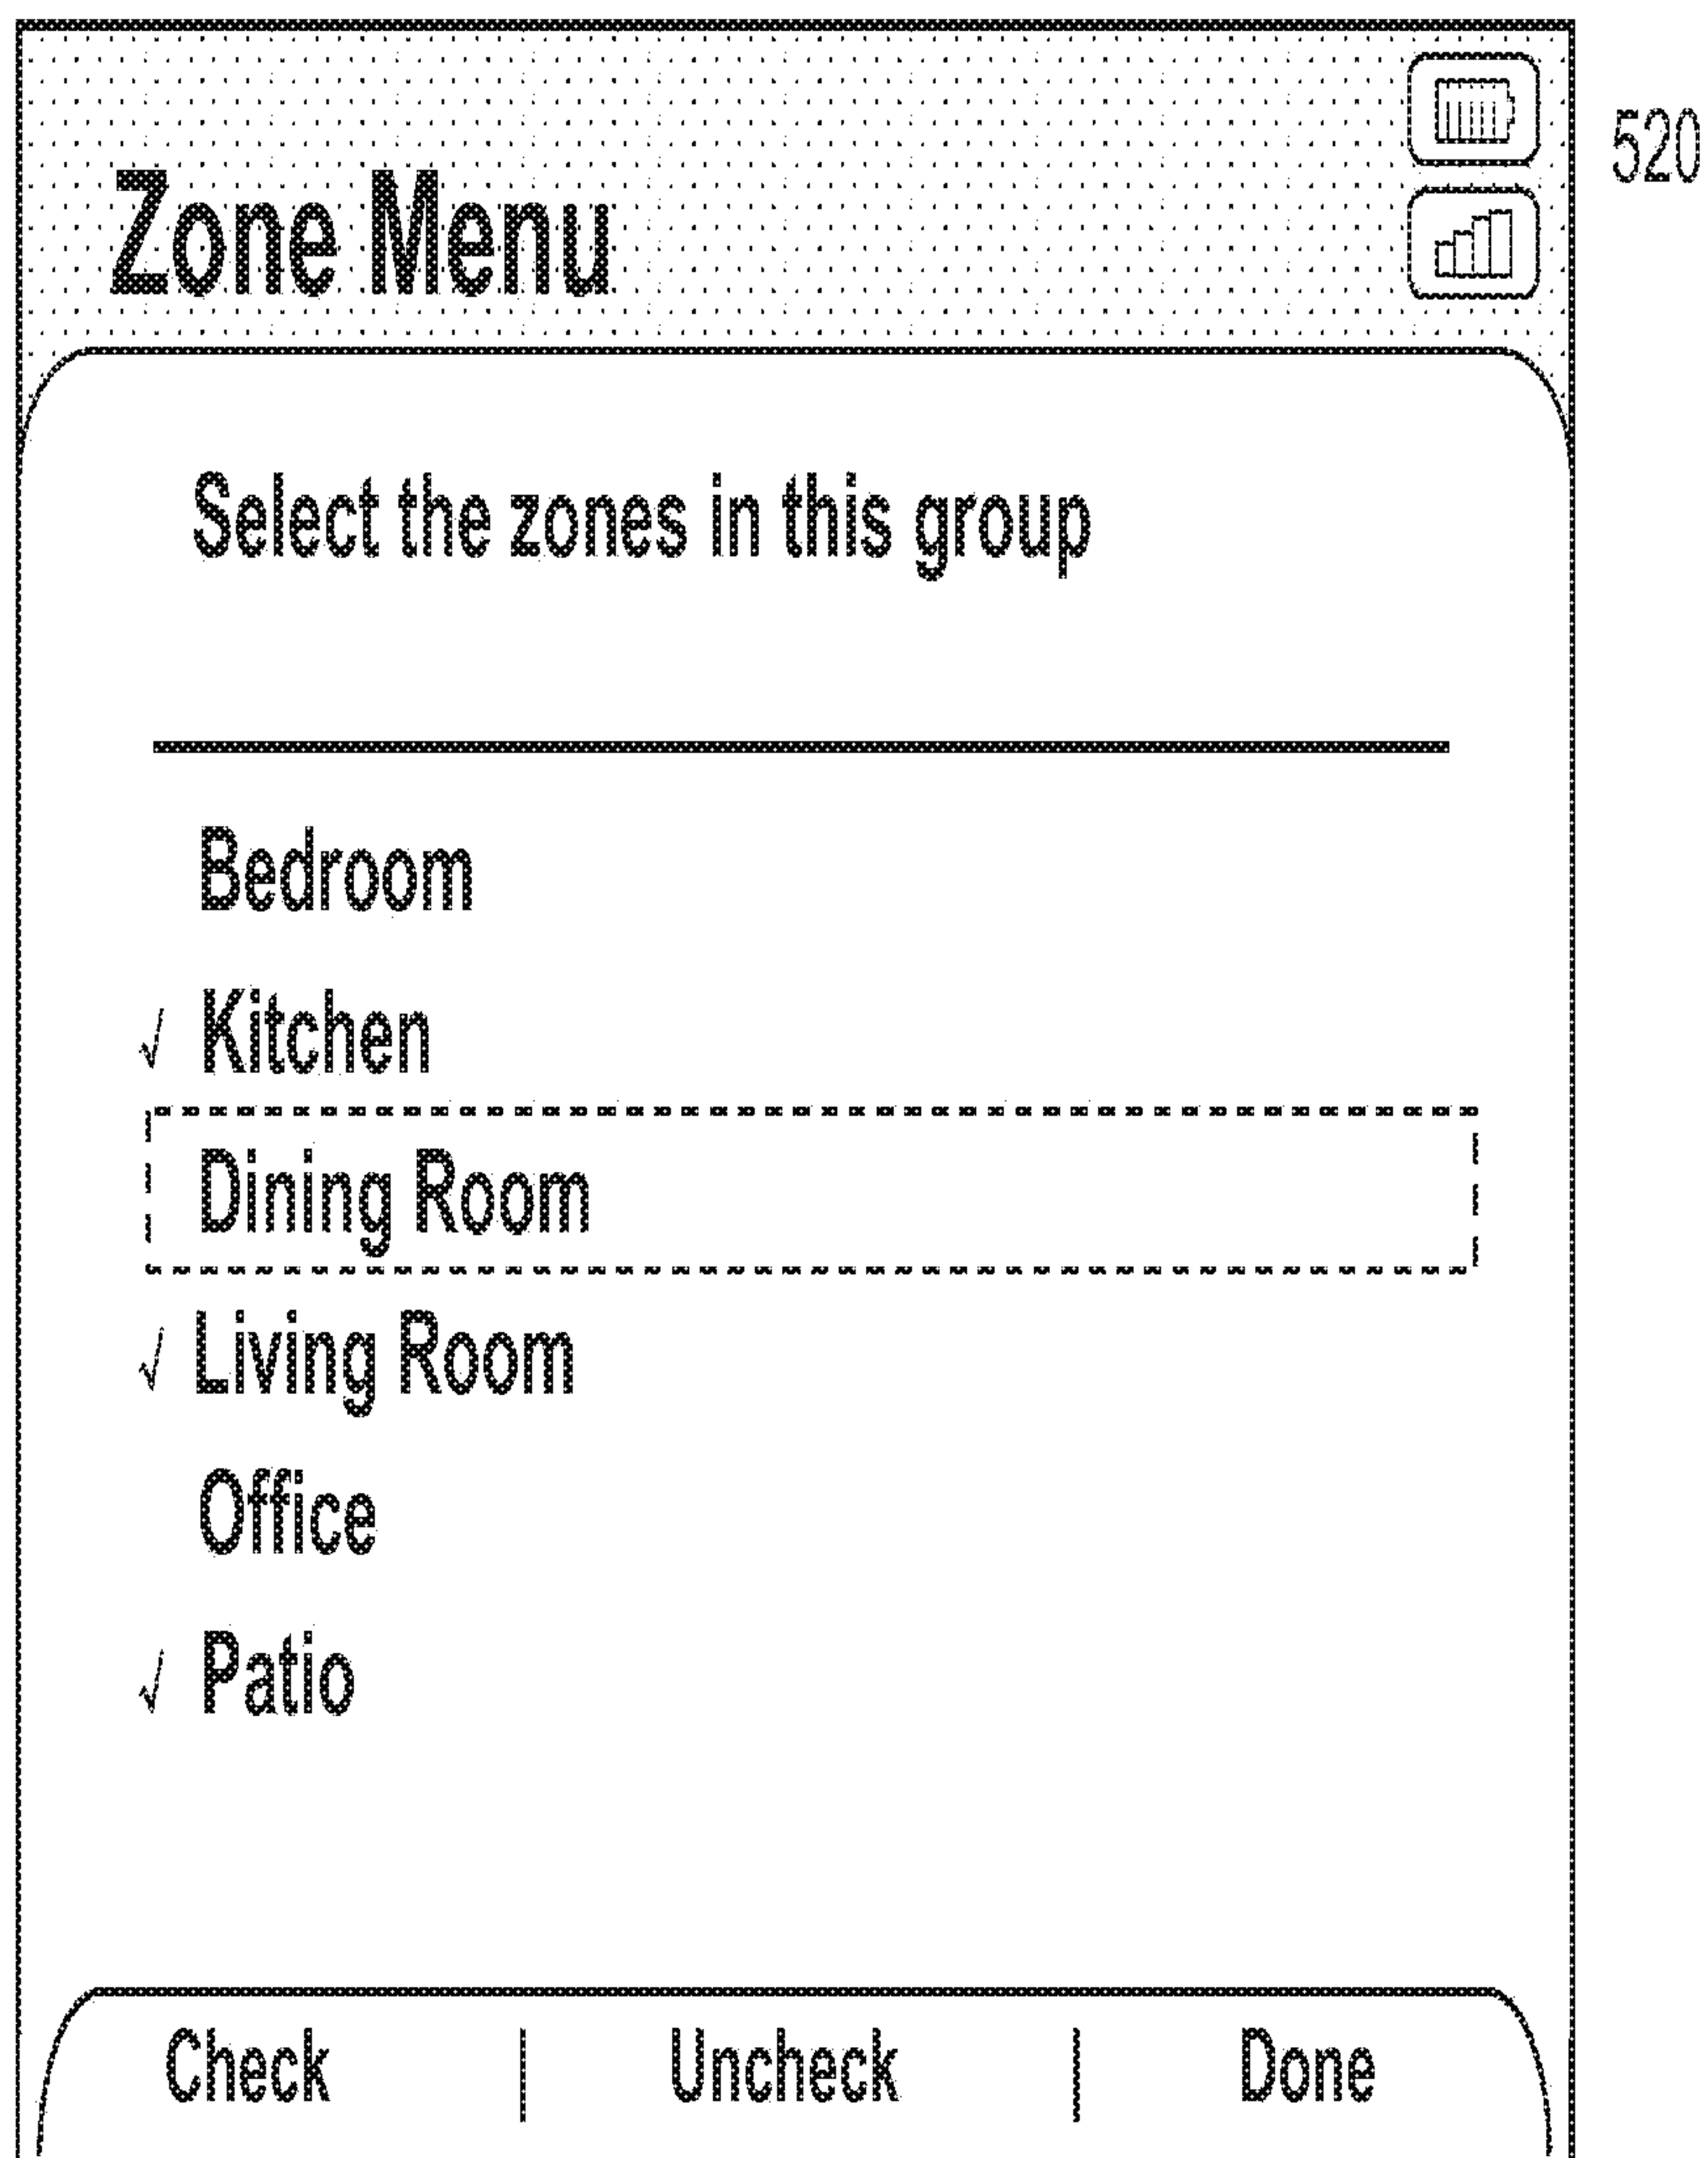 520
Zone Menu
Select the zones in this group
Bedroom
√ Kitchen
Dining Room
√ Living Room
Office
√ Patio
Check | Uncheck | Done